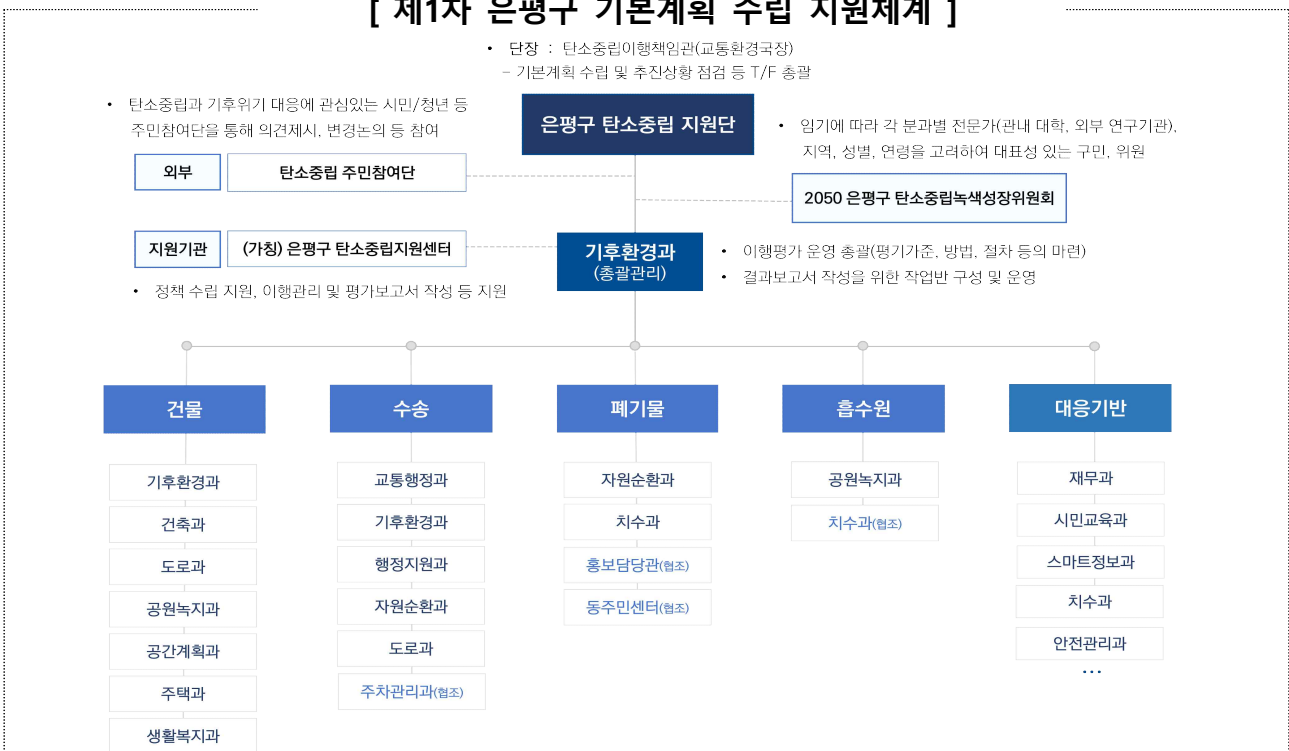 [ 제1차 은평구 기본계획 수립 지원체계 ]
• 단장 : 탄소중립이행책임관(교통환경국장)
- 기본계획 수립 및 추진상황 점검 등 T/F 총괄
은평구 탄소중립 지원단
• 탄소중립과 기후위기 대응에 관심있는 시민/청년 등
주민참여단을 통해 의견제시, 변경논의 등 참여
외부
탄소중립 주민참여단
• 임기에 따라 각 분과별 전문가(관내 대학, 외부 연구기관),
지역, 성별, 연령을 고려하여 대표성 있는 구민, 위원
2050 은평구 탄소중립녹색성장위원회
지원기관
(가칭) 은평구 탄소중립지원센터
• 정책 수립 지원, 이행관리 및 평가보고서 작성 등 지원
기후환경과
(총괄관리)
• 이행평가 운영 총괄(평기가준, 방법, 절차 등의 마련)
• 결과보고서 작성을 위한 작업반 구성 및 운영
건물
기후환경과
건축과
도로과
공원녹지과
공간계획과
주택과
생활복지과
수송
교통행정과
기후환경과
행정지원과
자원순환과
도로과
주차관리과(협조)
폐기물
자원순환과
치수과
홍보담당관(협조)
동주민센터(협조)
흡수원
공원녹지과
치수과(협조)
대응기반
재무과
시민교육과
스마트정보과
치수과
안전관리과
...